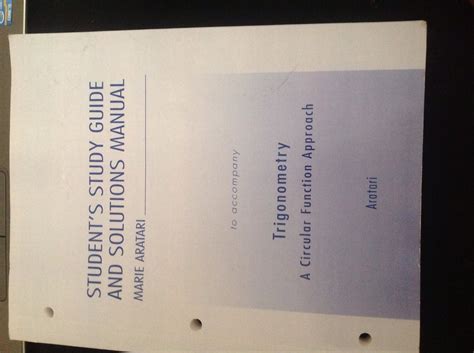 STUDENT'S STUDY GUIDE
AND SOLUTIONS MANUAL
MARIE ARATARI
to accompany
Trigonometry
A Circular Function Approach
Aratari